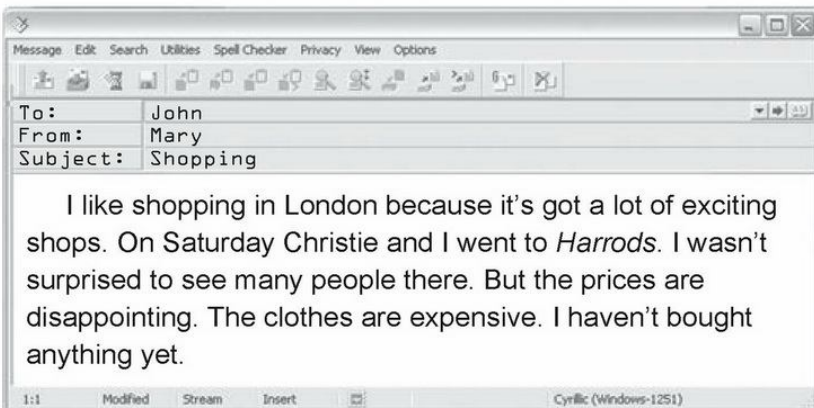 Message Edit Search Utilities Spell Checker Privacy View Options
To: John
From: Mary
Subject: Shopping
I like shopping in London because it's got a lot of exciting
shops. On Saturday Christie and I went to Harrods. I wasn't
surprised to see many people there. But the prices are
disappointing. The clothes are expensive. I haven't bought
anything yet.
1:1 Modified Stream Insert Cyrillic (Windows-1251)